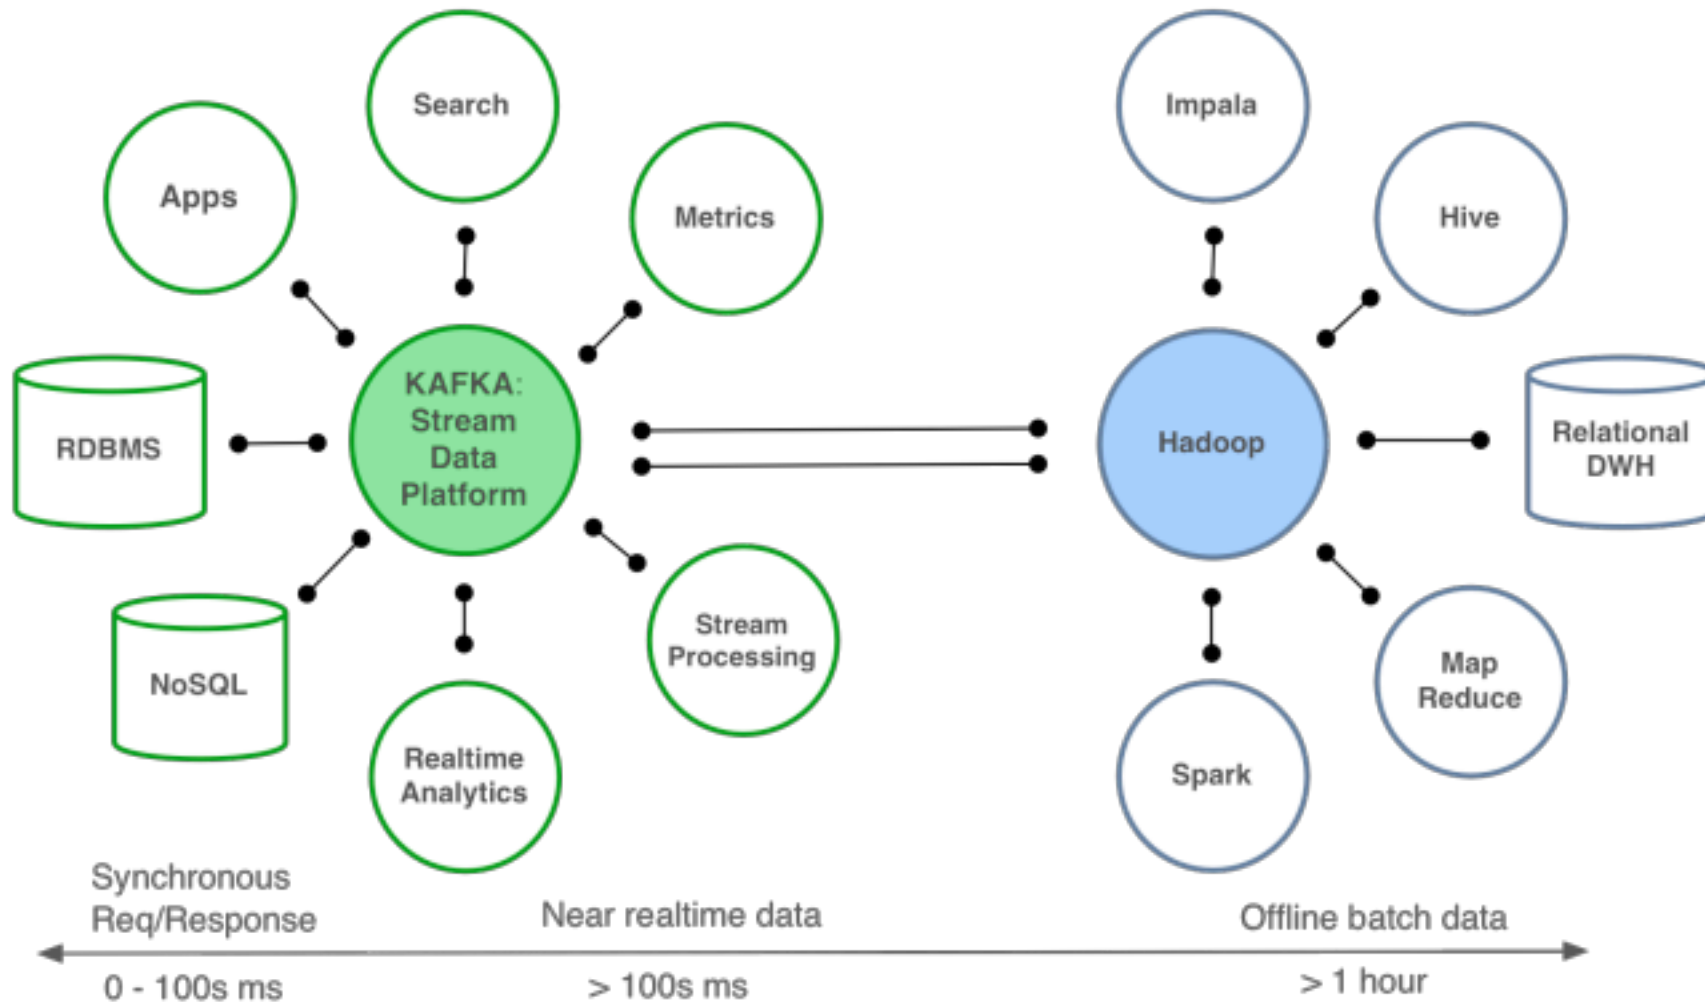 Search
Impala
Apps
Metrics
Hive
KAFKA:
Stream
Data
Platform
RDBMS
Hadoop
Relational
DWH
NoSQL
Stream
Processing
Map
Reduce
Realtime
Analytics
Spark
Synchronous
Req/Response
Near realtime data
Offline batch data
0 - 100s ms
> 100s ms
> 1 hour